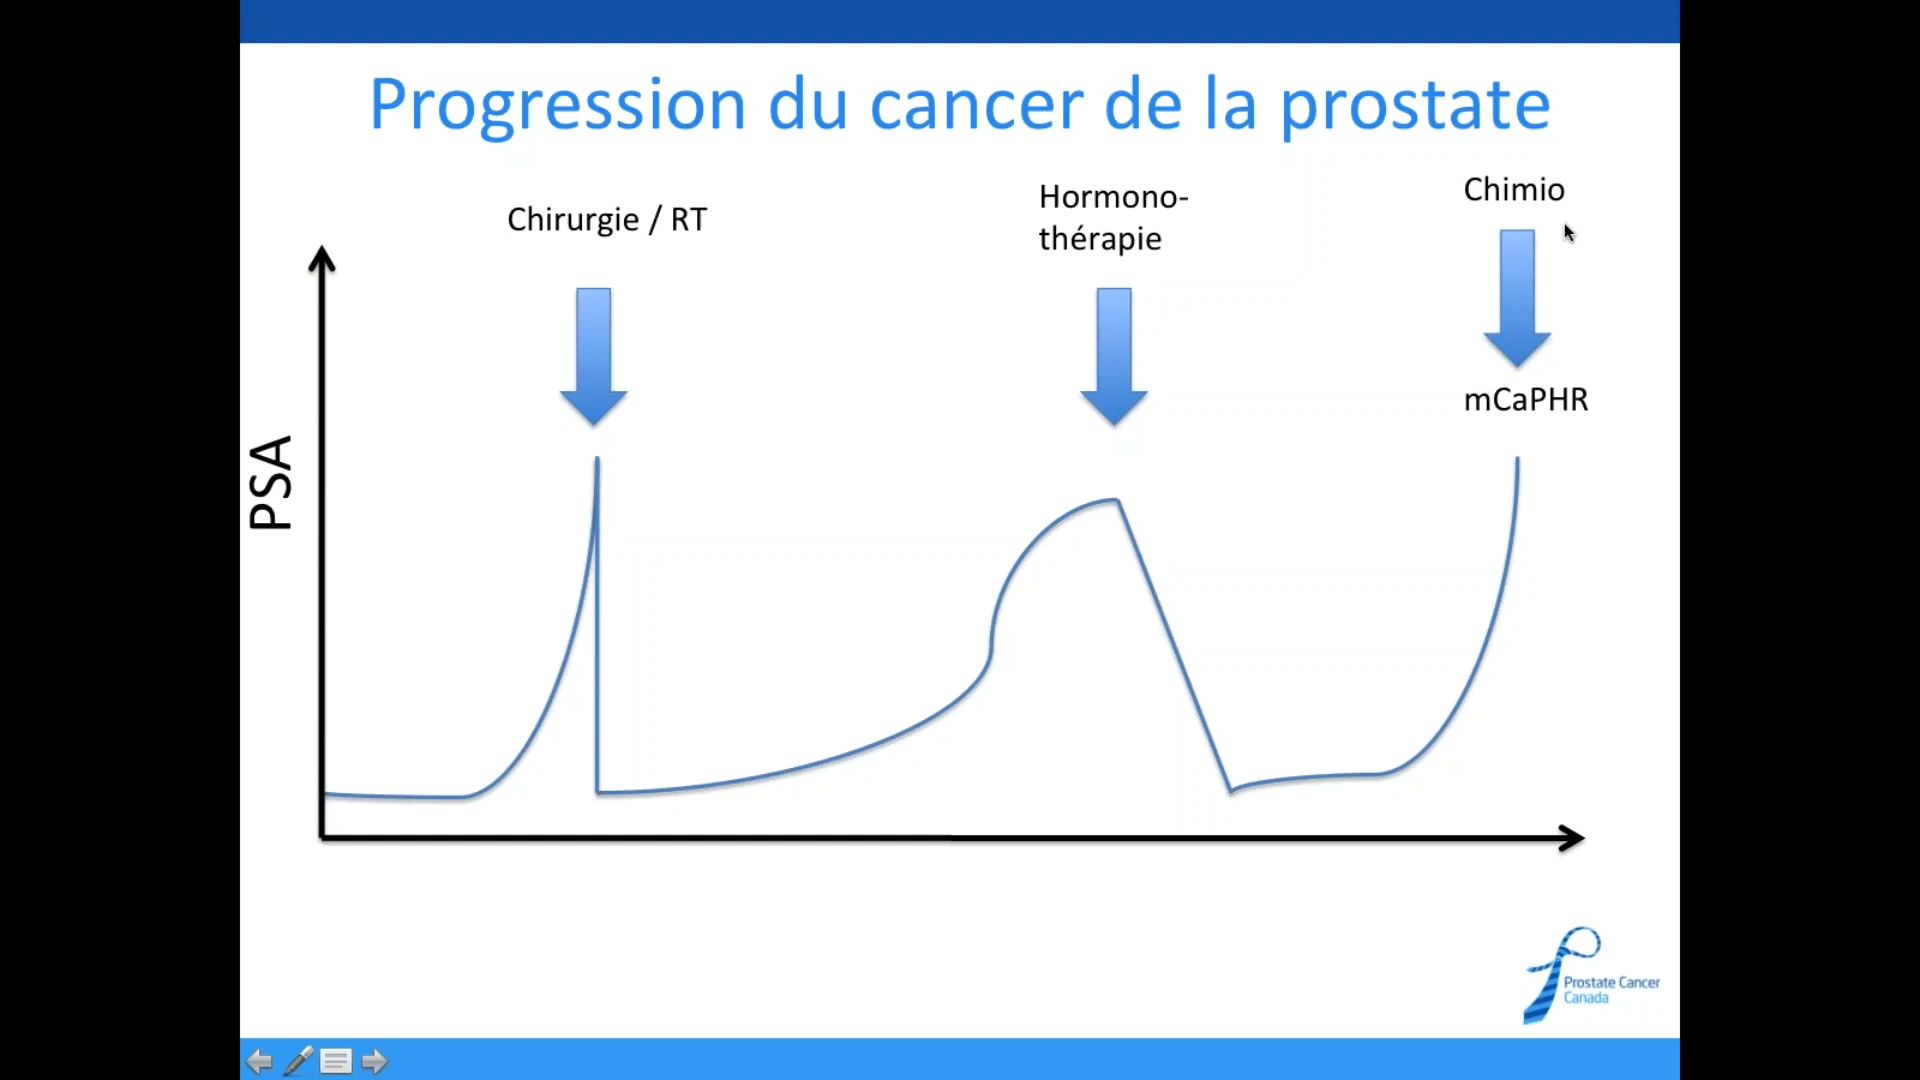 Progression du cancer de la prostate
Chirurgie / RT
Hormono-
thérapie
Chimio
mCaPHR
PSA
Prostate Cancer
Canada